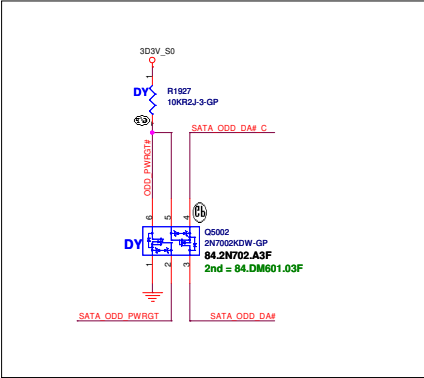 3D3V_S0
1
DY
R1927
10KR2J-3-GP
SATA_ODD_DA#_C
ODD_PWRGT#
6
5
4
Q5002
2N7002KDW-GP
DY
84.2N702.A3F
2nd = 84.DM601.03F
1
2
3
SATA_ODD_PWRGT
SATA_ODD_DA#